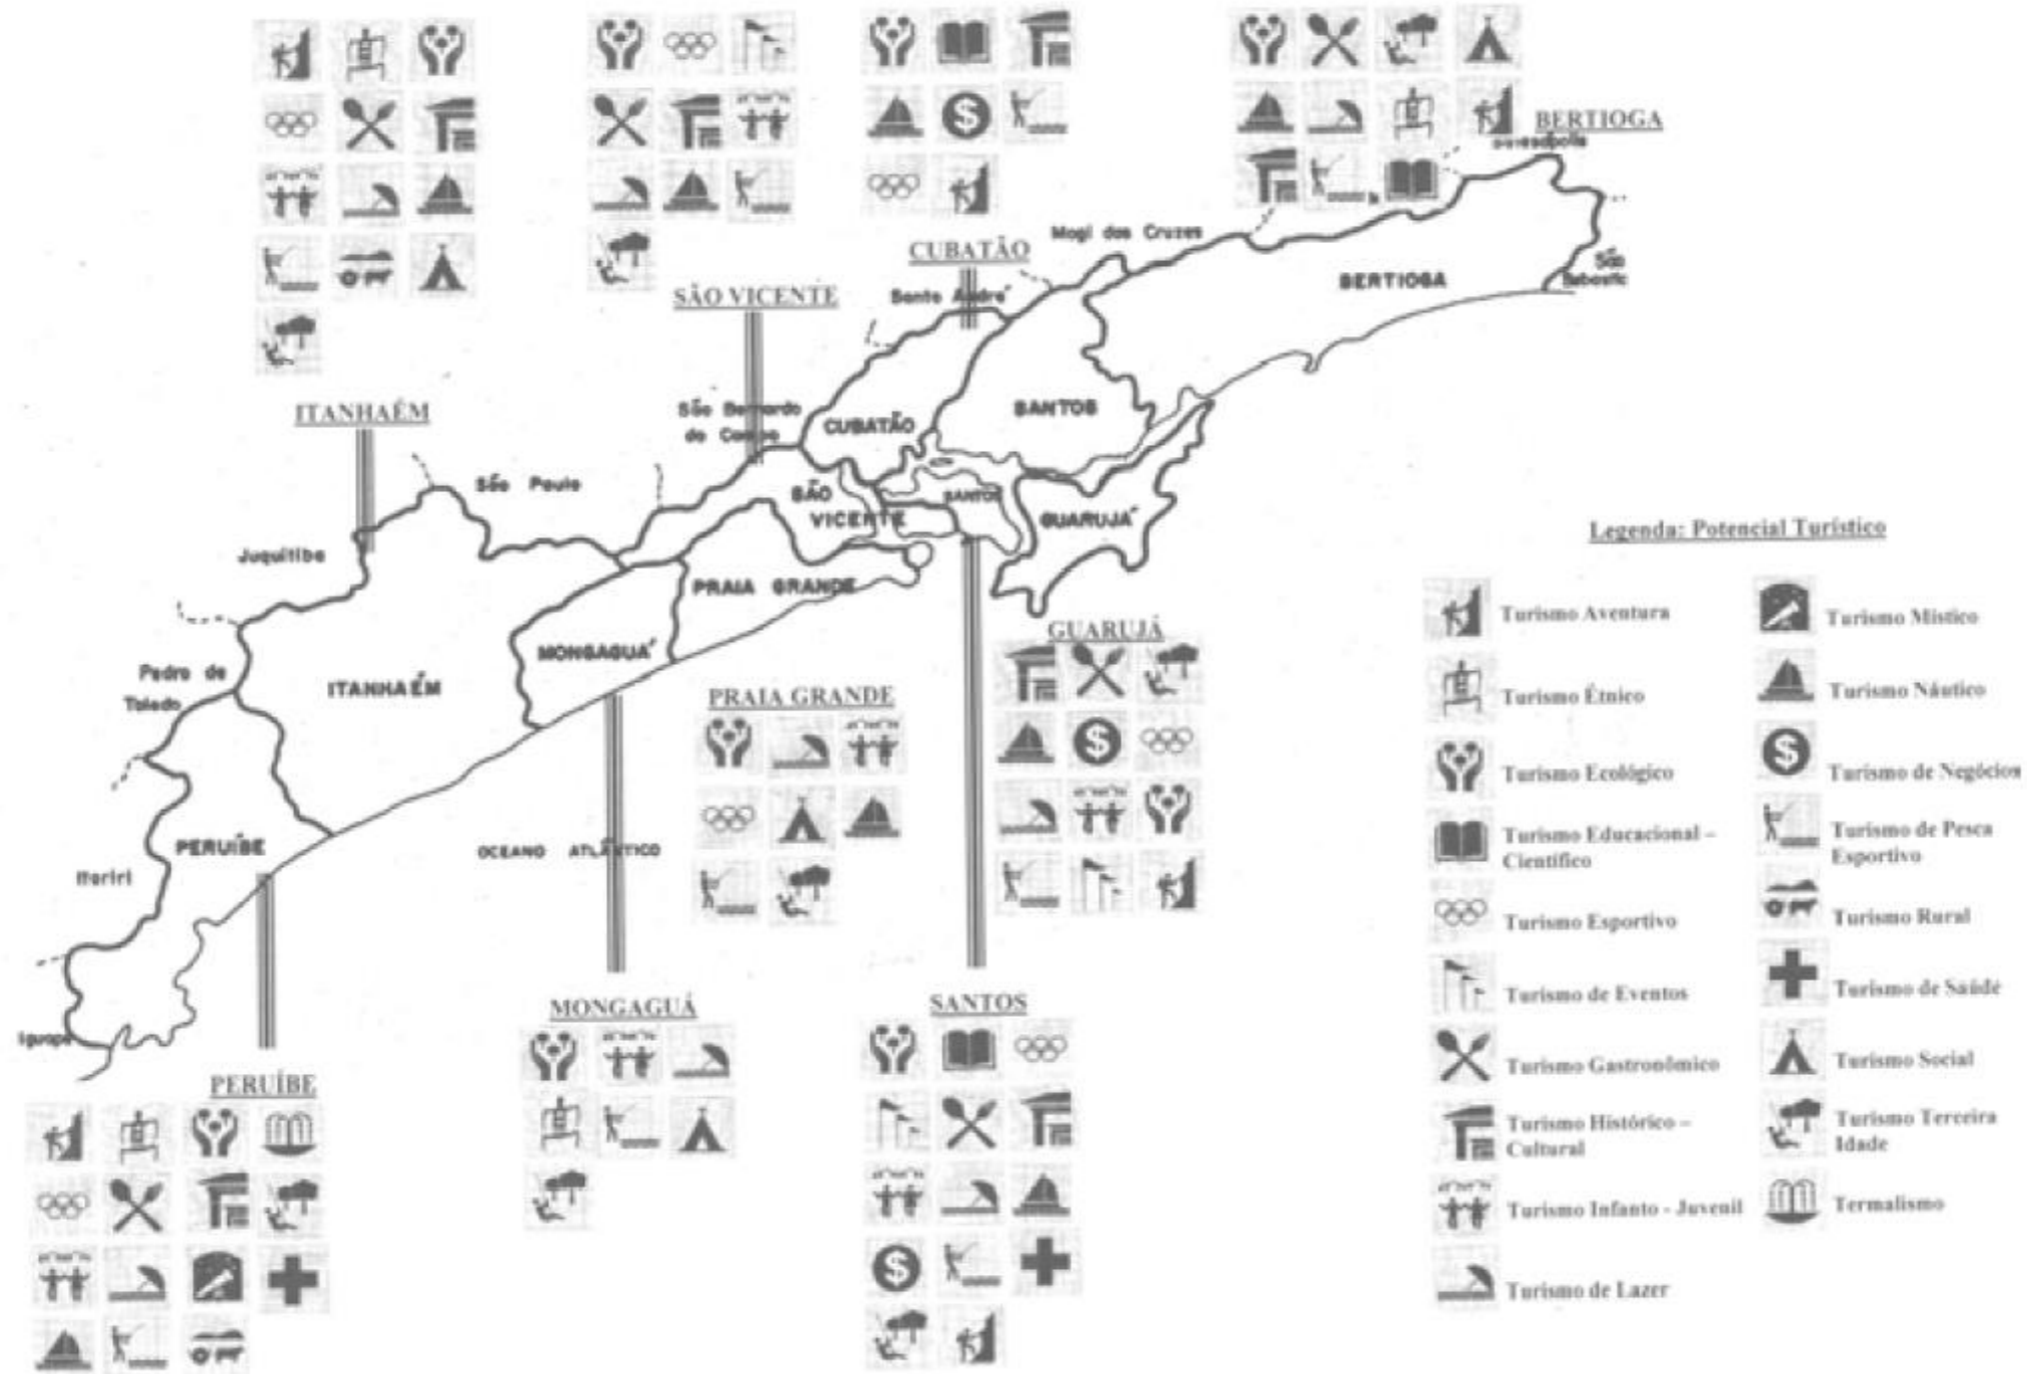 BERTIOGA
CUBATÃO
Mogi das Cruzes
São
BERTIOGA
SÃO VICENTE
Santo André
ITANHAÉM
São Bernardo
do Campo
CUBATÃO
SANTOS
São Paulo
SÃO
VICENTE
SANTOS
GUARUJÁ
Juquitiba
PRAIA GRANDE
MONGAGUÁ
Pedro de
Toledo
ITANHAÉM
PERUÍBE
Itariri
OCEANO ATLÂNTICO
Iguape
GUARUJÁ
PRAIA GRANDE
MONGAGUÁ
SANTOS
PERUÍBE
Legenda: Potencial Turístico
Turismo Aventura
Turismo Étnico
Turismo Ecológico
Turismo Educacional –
Científico
Turismo Esportivo
Turismo de Eventos
Turismo Gastronômico
Turismo Histórico –
Cultural
Turismo Infanto - Juvenil
Turismo de Lazer
Turismo Místico
Turismo Náutico
Turismo de Negócios
Turismo de Pesca
Esportivo
Turismo Rural
Turismo de Saúde
Turismo Social
Turismo Terceira
Idade
Termalismo